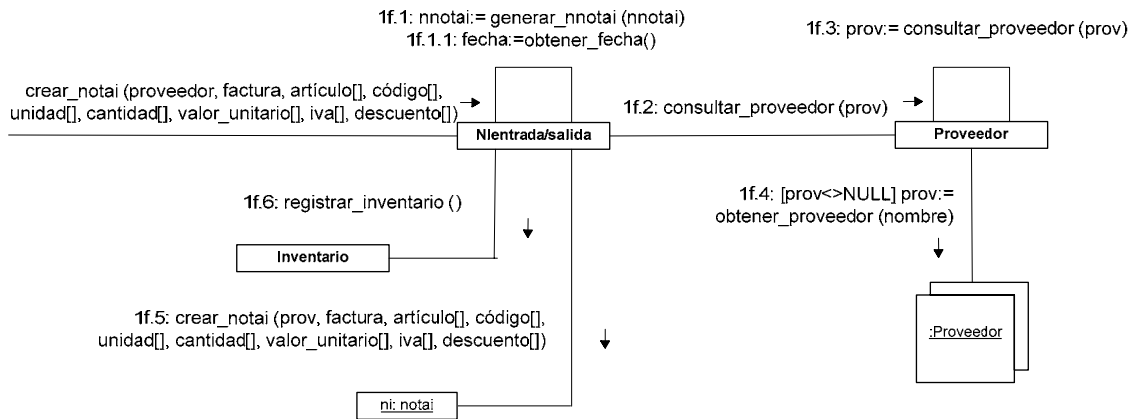 1f.1: nnotai:= generar_nnotai (nnotai)
1f.1.1: fecha:=obtener_fecha()
1f.3: prov:= consultar_proveedor (prov)
crear_notai (proveedor, factura, artículo[], código[],
unidad[], cantidad[], valor_unitario[], iva[], descuento[])
1f.2: consultar_proveedor (prov)
NIentrada/salida
Proveedor
1f.6: registrar_inventario ()
1f.4: [prov<>NULL] prov:=
obtener_proveedor (nombre)
Inventario
1f.5: crear_notai (prov, factura, artículo[], código[],
unidad[], cantidad[], valor_unitario[], iva[], descuento[])
:Proveedor
ni: notai